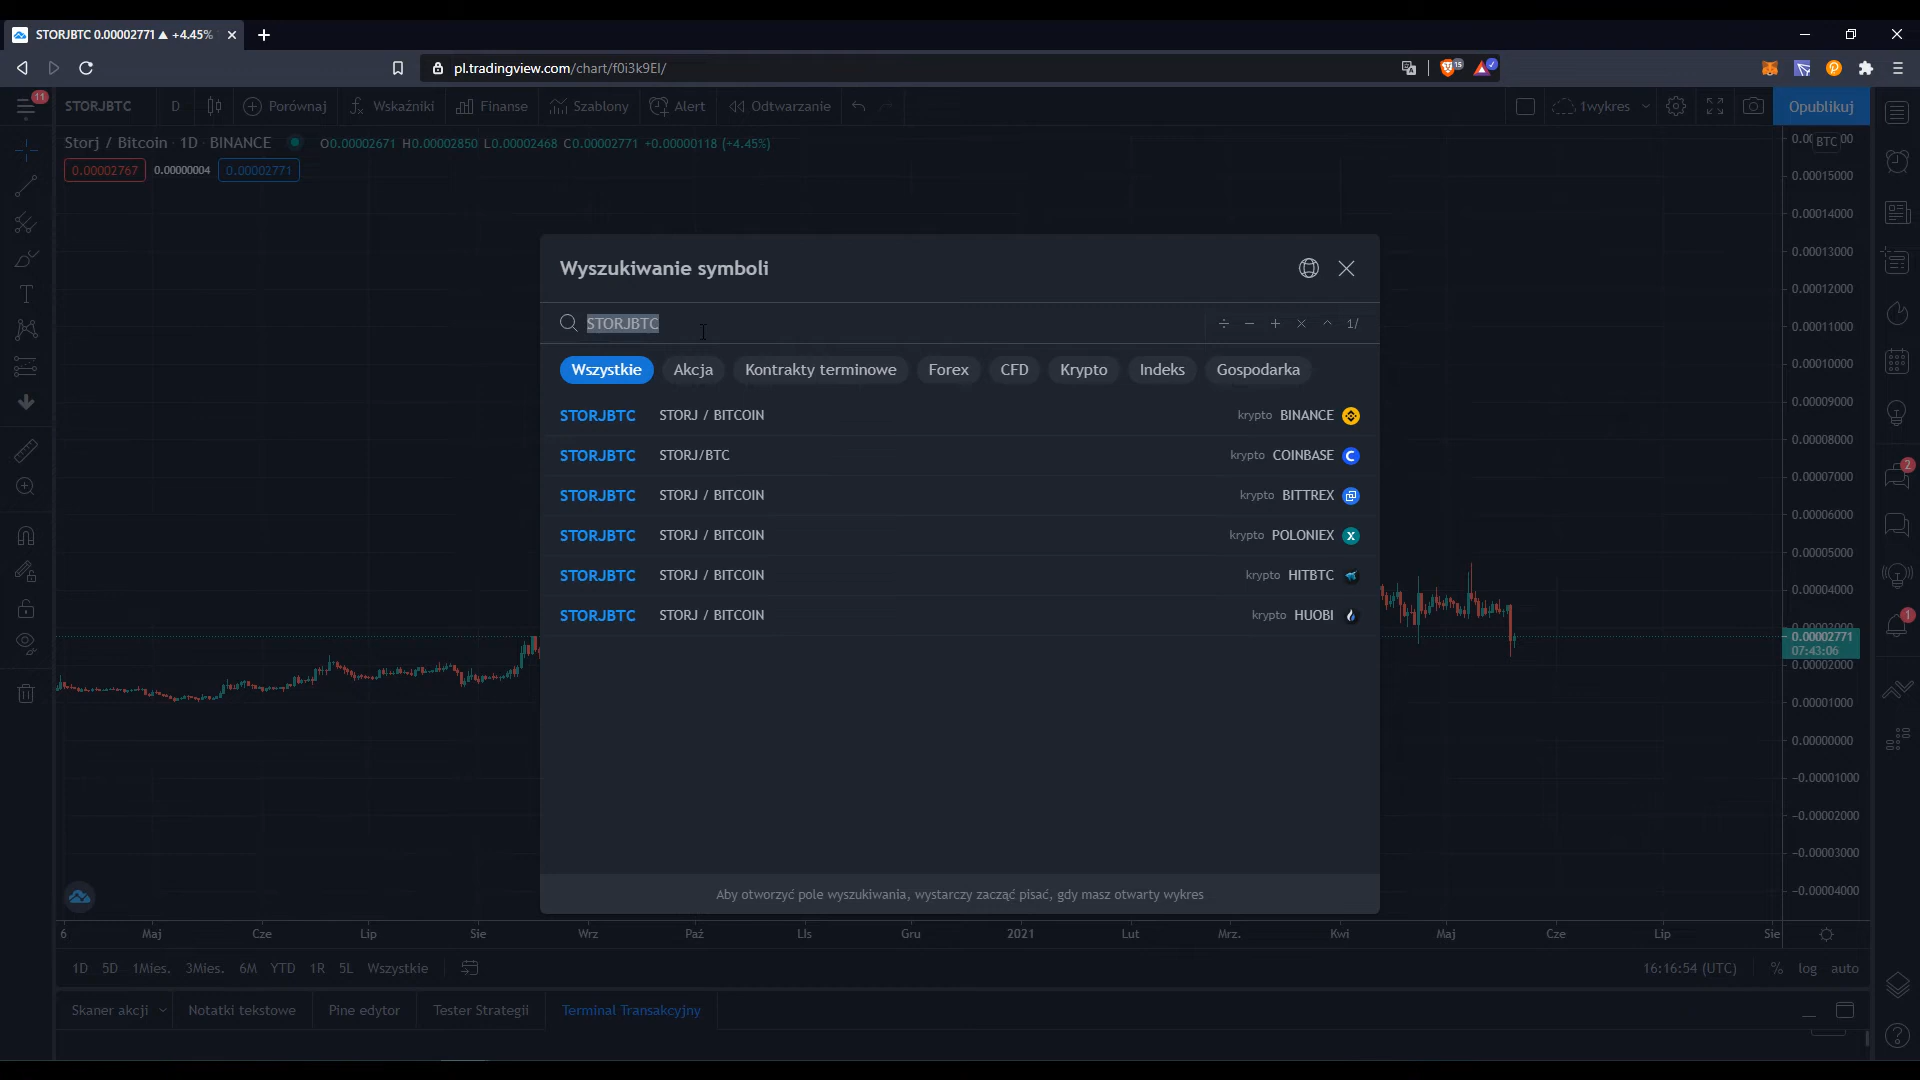 STORJBTC 0.00002771 ▲ +4.45%
pl.tradingview.com/chart/f0i3k9EI/
15
11
STORJBTC D Porównaj Wskaźniki Finanse Szablony Alert Odtwarzanie 1wykres Opublikuj
Storj / Bitcoin 1D BINANCE O0.00002671 H0.00002850 L0.00002468 C0.00002771 +0.00000118 (+4.45%)
0.00002767 0.00000004 0.00002771
BTC
0.00015000
0.00014000
0.00013000
0.00012000
0.00011000
0.00010000
0.00009000
0.00008000
0.00007000
0.00006000
0.00005000
0.00004000
0.00002771
07:43:06
0.00002000
0.00001000
0.00000000
−0.00001000
−0.00002000
−0.00003000
−0.00004000
Wyszukiwanie symboli
STORJBTC
1/
Wszystkie Akcja Kontrakty terminowe Forex CFD Krypto Indeks Gospodarka
STORJBTC STORJ / BITCOIN krypto BINANCE
STORJBTC STORJ/BTC krypto COINBASE
STORJBTC STORJ / BITCOIN krypto BITTREX
STORJBTC STORJ / BITCOIN krypto POLONIEX
STORJBTC STORJ / BITCOIN krypto HITBTC
STORJBTC STORJ / BITCOIN krypto HUOBI
Aby otworzyć pole wyszukiwania, wystarczy zacząć pisać, gdy masz otwarty wykres
2
1
6 Maj Cze Lip Sie Wrz Paź Lis Gru 2021 Lut Mrz. Kwi Maj Cze Lip Sie
1D 5D 1Mies. 3Mies. 6M YTD 1R 5L Wszystkie 16:16:54 (UTC) % log auto
Skaner akcji Notatki tekstowe Pine edytor Tester Strategii Terminal Transakcyjny